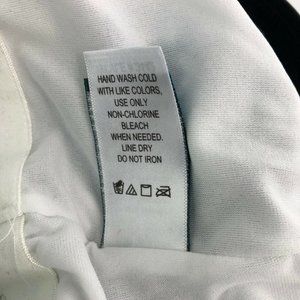 HAND WASH COLD
WITH LIKE COLORS,
USE ONLY
NON-CHLORINE
BLEACH
WHEN NEEDED.
LINE DRY
DO NOT IRON